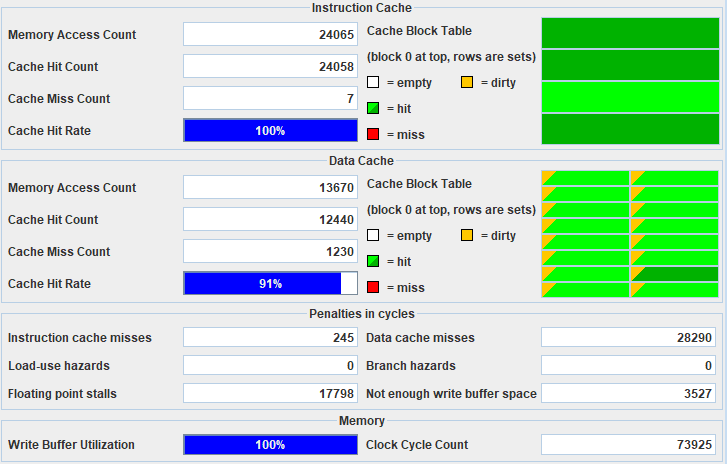 Instruction Cache
Memory Access Count 24065 Cache Block Table
Cache Hit Count 24058 (block 0 at top, rows are sets)
= empty = dirty
Cache Miss Count 7
= hit
Cache Hit Rate 100% = miss
Data Cache
Memory Access Count 13670 Cache Block Table
Cache Hit Count 12440 (block 0 at top, rows are sets)
= empty = dirty
Cache Miss Count 1230
= hit
Cache Hit Rate 91% = miss
Penalties in cycles
Instruction cache misses 245 Data cache misses 28290
Load-use hazards 0 Branch hazards 0
Floating point stalls 17798 Not enough write buffer space 3527
Memory
Write Buffer Utilization 100% Clock Cycle Count 73925